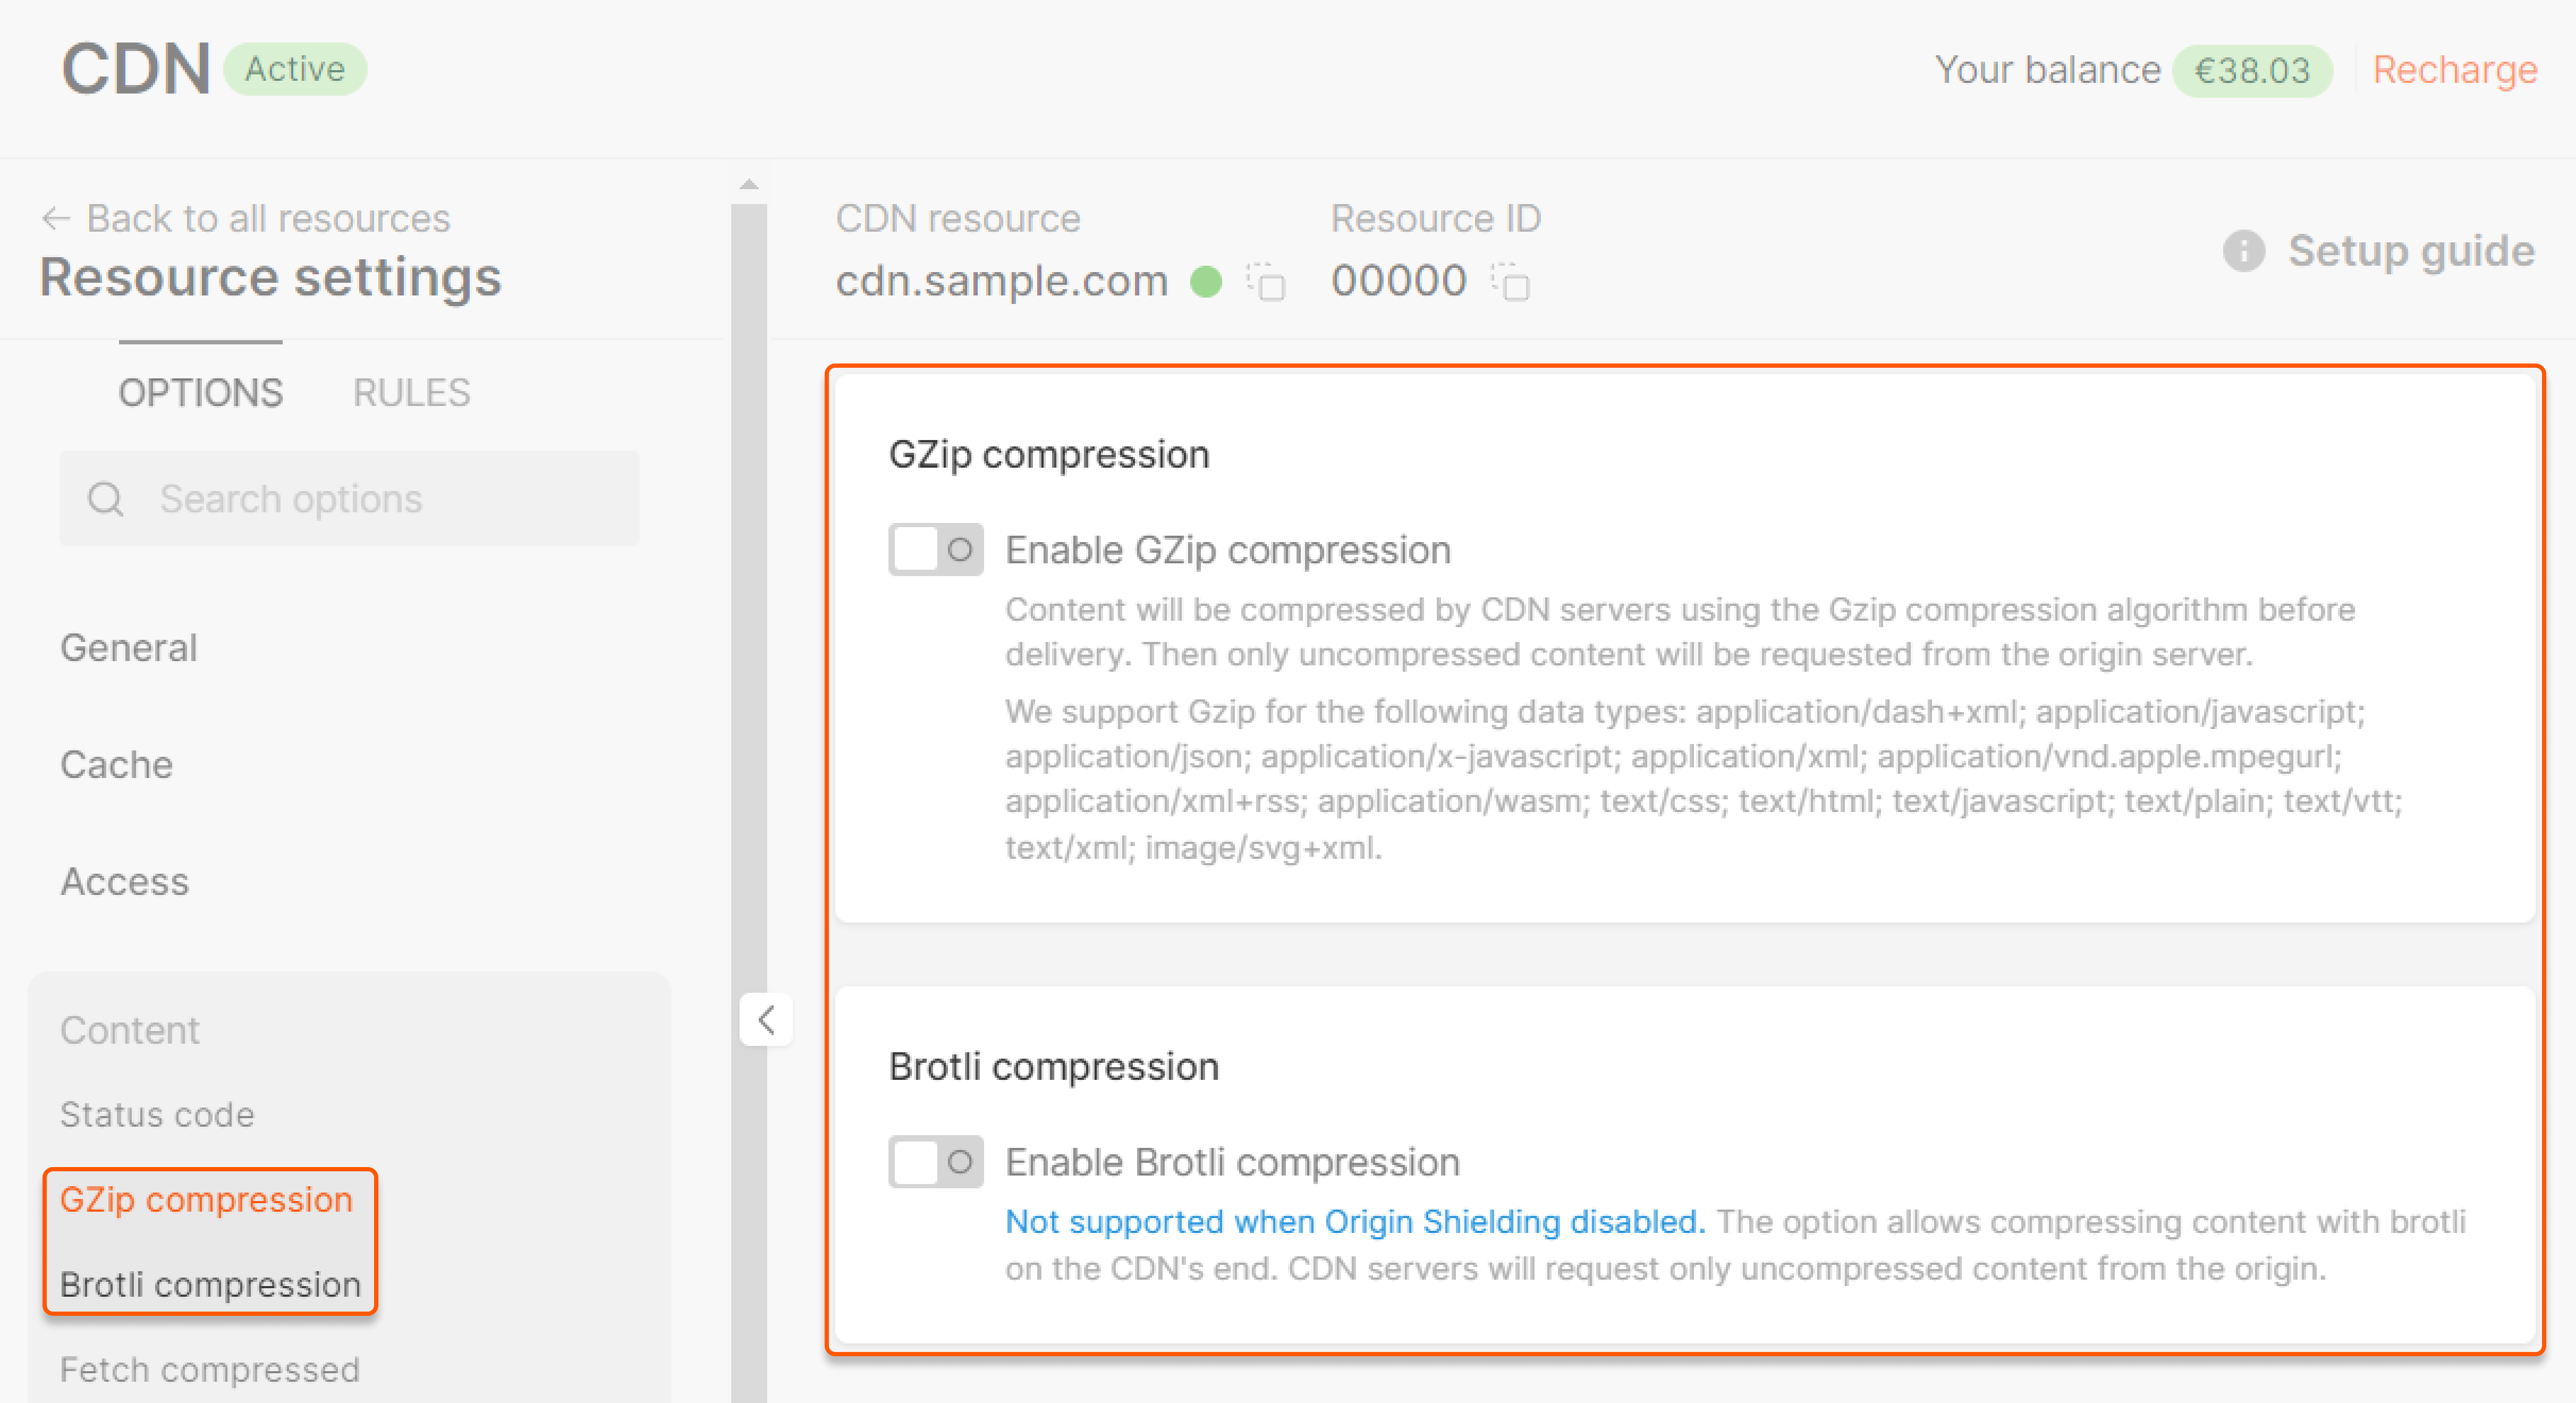 CDN Active
Your balance €38.03 Recharge
Back to all resources
Resource settings
CDN resource
cdn.sample.com
Resource ID
00000
Setup guide
OPTIONS RULES
Search options
General
Cache
Access
Content
Status code
GZip compression
Brotli compression
Fetch compressed
GZip compression
Enable GZip compression
Content will be compressed by CDN servers using the Gzip compression algorithm before
delivery. Then only uncompressed content will be requested from the origin server.
We support Gzip for the following data types: application/dash+xml; application/javascript;
application/json; application/x-javascript; application/xml; application/vnd.apple.mpegurl;
application/xml+rss; application/wasm; text/css; text/html; text/javascript; text/plain; text/vtt;
text/xml; image/svg+xml.
Brotli compression
Enable Brotli compression
Not supported when Origin Shielding disabled. The option allows compressing content with brotli
on the CDN's end. CDN servers will request only uncompressed content from the origin.